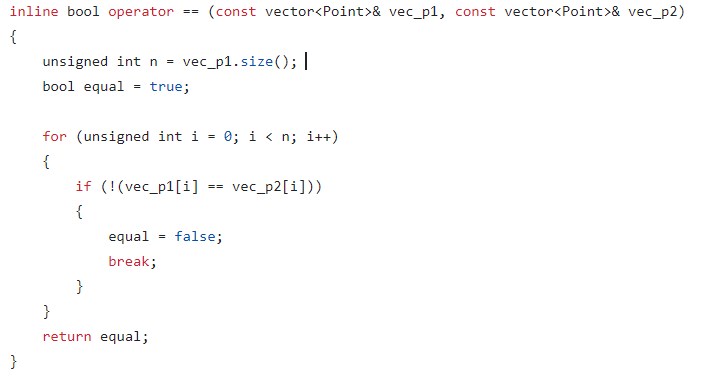 inline bool operator == (const vector<Point>& vec_p1, const vector<Point>& vec_p2)
{
    unsigned int n = vec_p1.size();
    bool equal = true;

    for (unsigned int i = 0; i < n; i++)
    {
        if (!(vec_p1[i] == vec_p2[i]))
        {
            equal = false;
            break;
        }
    }
    return equal;
}